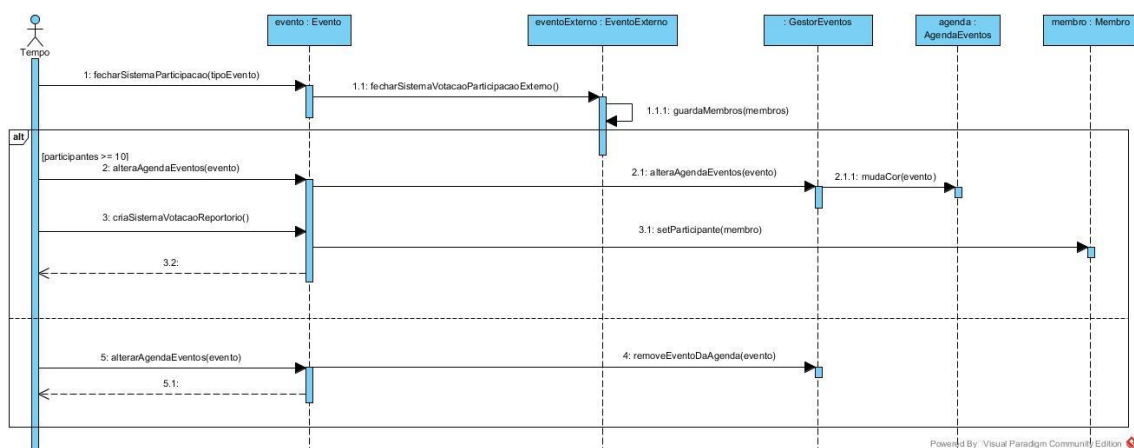 evento : Evento
eventoExterno : EventoExterno
: GestorEventos
agenda :
AgendaEventos
membro : Membro
Tempo
1: fecharSistemaParticipacao(tipoEvento)
1.1: fecharSistemaVotacaoParticipacaoExterno()
1.1.1: guardaMembros(membros)
alt
[participantes >= 10]
2: alteraAgendaEventos(evento)
2.1: alteraAgendaEventos(evento)
2.1.1: mudaCor(evento)
3: criaSistemaVotacaoReportorio()
3.1: setParticipante(membro)
3.2:
5: alterarAgendaEventos(evento)
4: removeEventoDaAgenda(evento)
5.1:
Powered By Visual Paradigm Community Edition